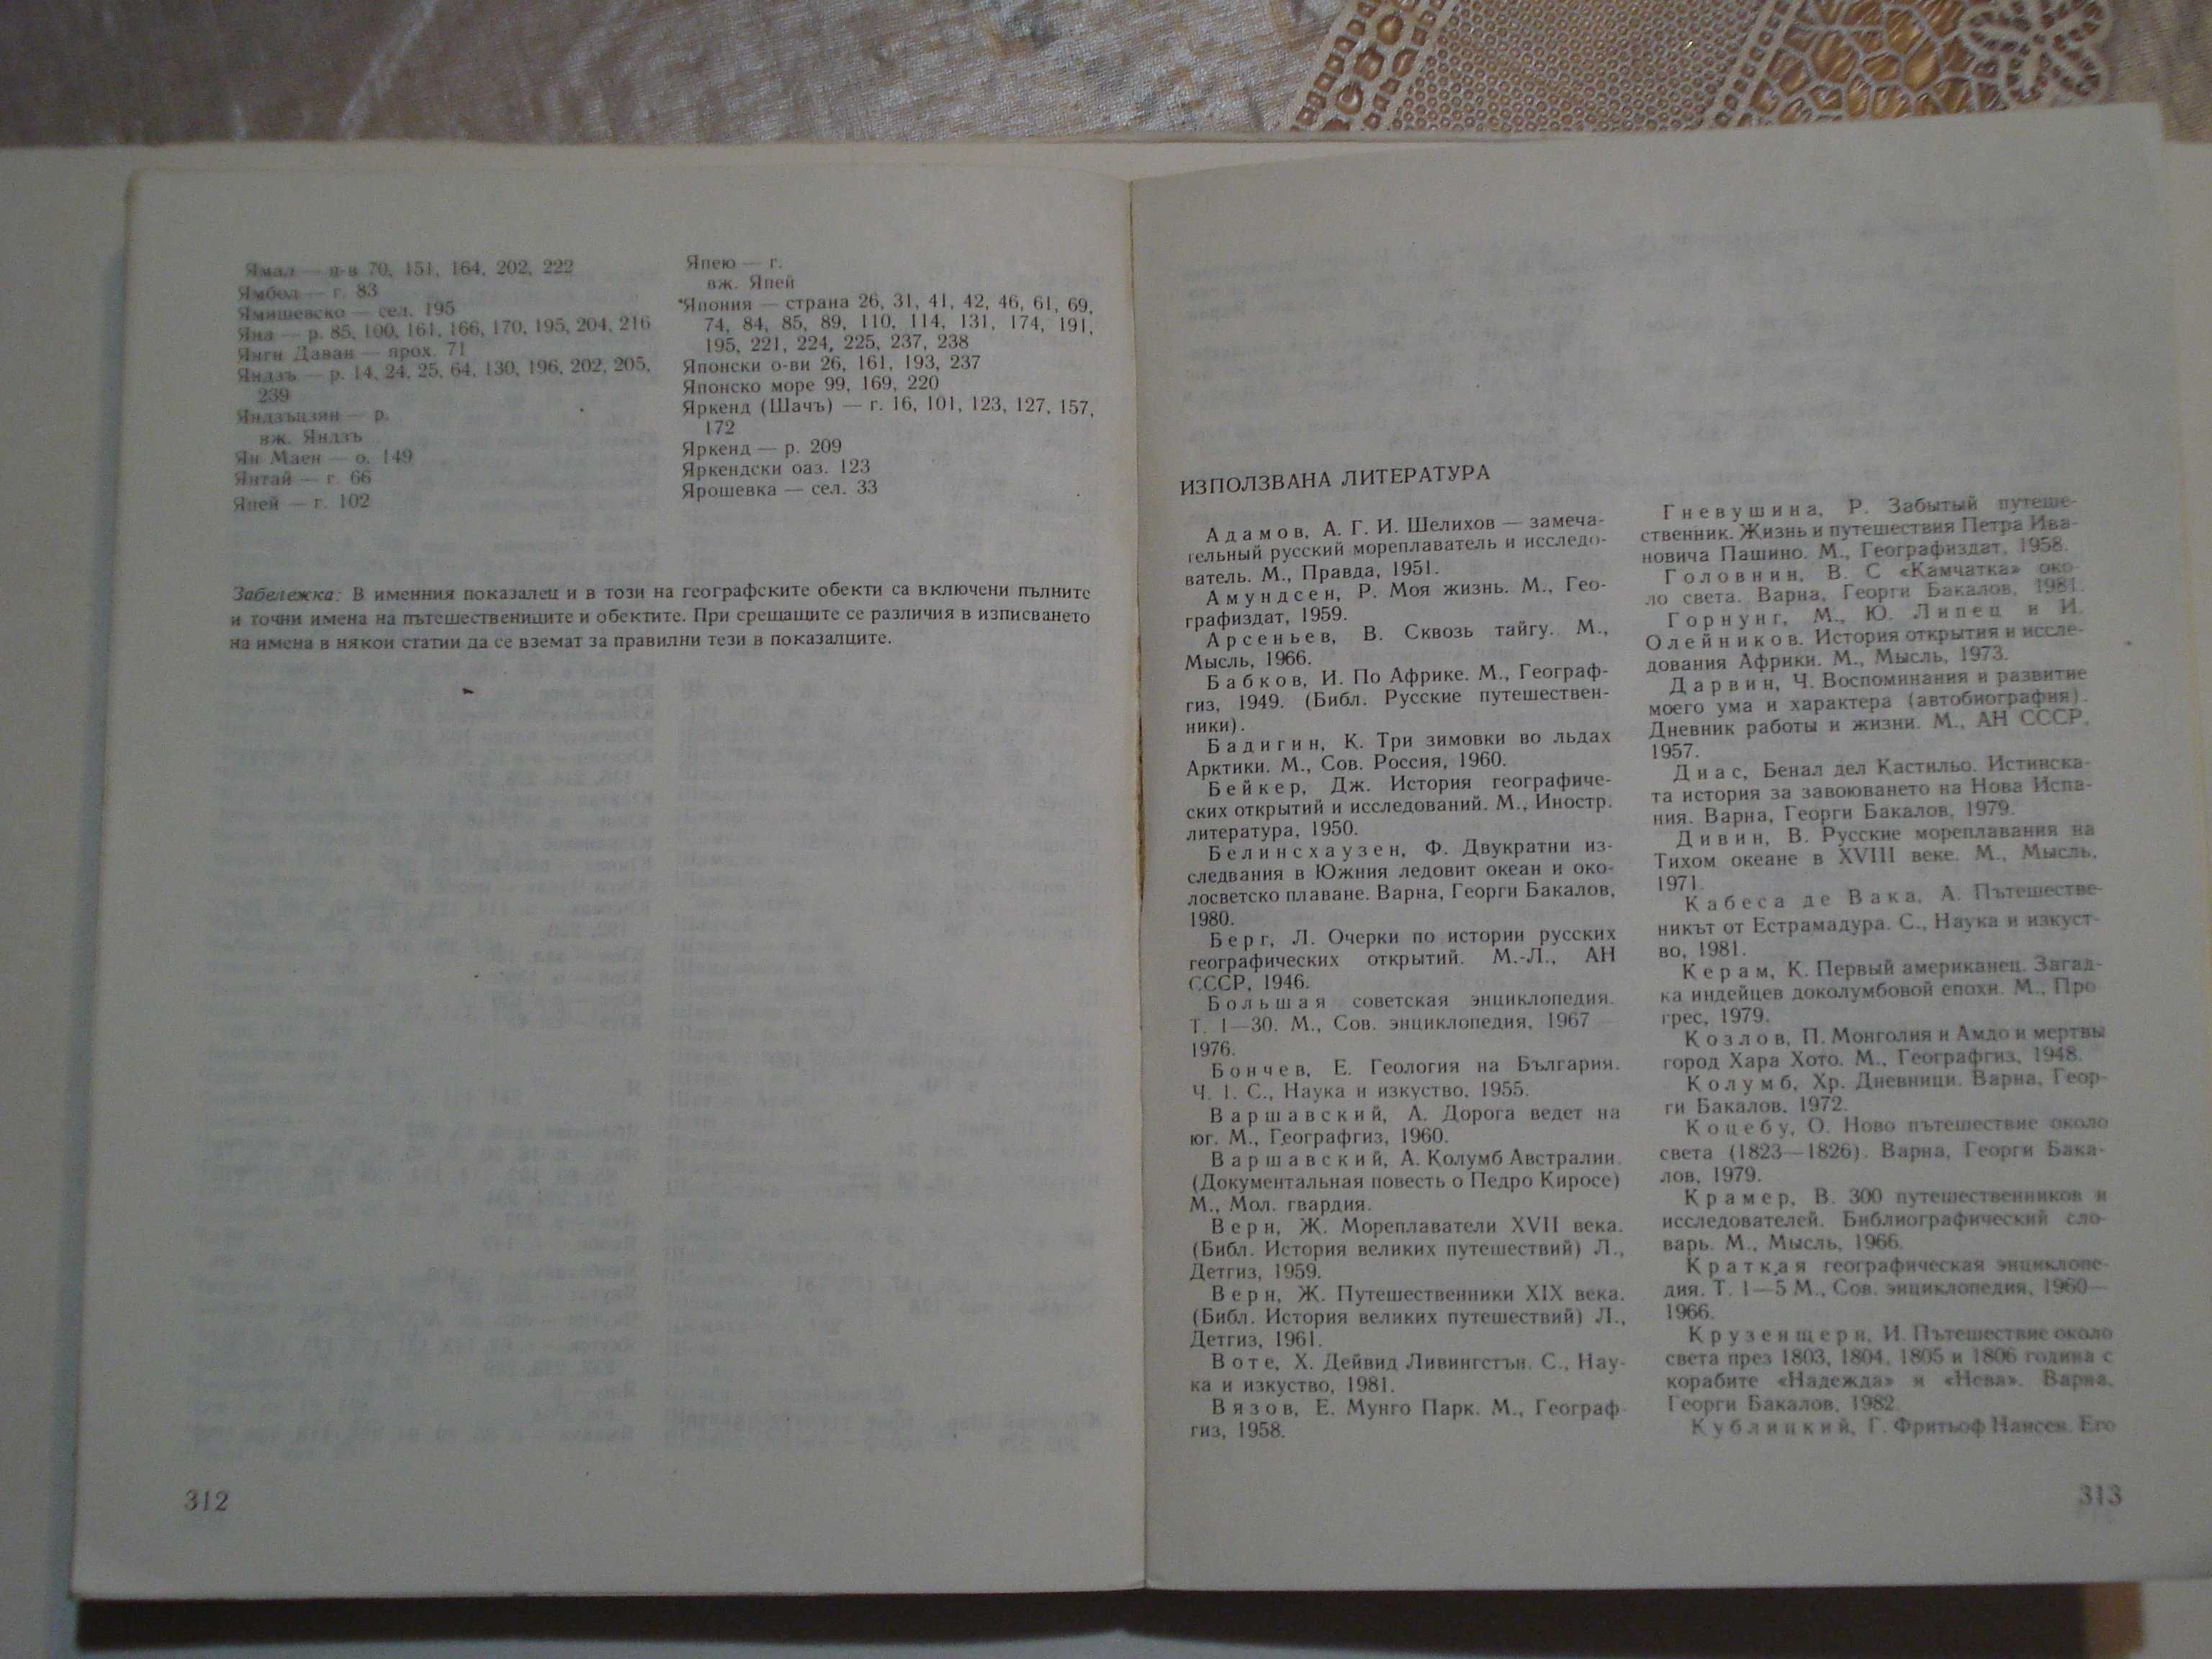 Ямал — п-в 70, 151, 164, 202, 222
Ямбол — г. 83
Ямишевско — сел. 195
Яна — р. 85, 100, 161, 166, 170, 195, 204, 216
Янги Даван — прох. 71
Яндзъ — р. 14, 24, 25, 64, 130, 196, 202, 205,
239
Яндзъцзян — р.
вж. Яндзъ
Ян Маен — о. 149
Янтай — г. 66
Япей — г. 102
Япею — г.
вж. Япей
Япония — страна 26, 31, 41, 42, 46, 61, 69,
74, 84, 85, 89, 110, 114, 131, 174, 191,
195, 221, 224, 225, 237, 238
Японски о-ви 26, 161, 193, 237
Японско море 99, 169, 220
Яркенд (Шачъ) — г. 16, 101, 123, 127, 157,
172
Яркенд — р. 209
Яркендски оаз. 123
Ярошевка — сел. 33
Забележка: В именния показалец и в този на географските обекти са включени пълните
и точни имена на пътешествениците и обектите. При срещащите се различия в изписването
на имена в някои статии да се вземат за правилни тези в показалците.
312
ИЗПОЛЗВАНА ЛИТЕРАТУРА
Адамов, А. Г. И. Шелихов — замеча-
тельный русский мореплаватель и исследо-
ватель. М., Правда, 1951.
Амундсен, Р. Моя жизнь. М., Гео-
графиздат, 1959.
Арсеньев, В. Сквозь тайгу. М.,
Мысль, 1966.
Бабков, И. По Африке. М., Географ-
гиз, 1949. (Библ. Русские путешествен-
ники).
Бадигин, К. Три зимовки во льдах
Арктики. М., Сов. Россия, 1960.
Бейкер, Дж. История географиче-
ских открытий и исследований. М., Иностр.
литература, 1950.
Белинсхаузен, Ф. Двукратни из-
следвания в Южния ледовит океан и око-
лосветско плаване. Варна, Георги Бакалов,
1980.
Берг, Л. Очерки по истории русских
географических открытий. М.-Л., АН
СССР, 1946.
Большая советская энциклопедия.
Т. 1—30. М., Сов. энциклопедия, 1967
1976.
Бончев, Е. Геология на България.
Ч. 1. С., Наука и изкуство, 1955.
Варшавский, А. Дорога ведет на
юг. М., Географгиз, 1960.
Варшавский, А. Колумб Австралии.
(Документальная повесть о Педро Киросе)
М., Мол. гвардия.
Верн, Ж. Мореплаватели XVII века.
(Библ. История великих путешествий) Л.,
Детгиз, 1959.
Верн, Ж. Путешественники XIX века.
(Библ. История великих путешествий) Л.,
Детгиз, 1961.
Воте, Х. Дейвид Ливингстън. С., Нау-
ка и изкуство, 1981.
Вязов, Е. Мунго Парк. М., Географ-
гиз, 1958.
Гневушина, Р. Забытый путеше-
ственник. Жизнь и путешествия Петра Ива-
новича Пашино. М., Географиздат, 1958.
Головнин, В. С «Камчатка» око-
ло света. Варна, Георги Бакалов, 1981.
Горнунг, М., Ю. Липец и И.
Олейников. История открытия и иссле-
дования Африки. М., Мысль, 1973.
Дарвин, Ч. Воспоминания и развитие
моего ума и характера (автобиография).
Дневник работы и жизни. М., АН СССР,
1957.
Диас, Бенал дел Кастильо. Истинска-
та история за завоюването на Нова Испа-
ния. Варна, Георги Бакалов, 1979.
Дивин, В. Русские мореплавания на
Тихом океане в XVIII веке. М., Мысль,
1971.
Кабеса де Вака, А. Пътешестве-
никът от Естрамадура. С., Наука и изкуст-
во, 1981.
Керам, К. Первый американец. Загад-
ка индейцев доколумбовой епохи. М., Про
грес, 1979.
Козлов, П. Монголия и Амдо и мертвы
город Хара Хото. М., Географгиз, 1948.
Колумб, Хр. Дневници. Варна, Геор-
ги Бакалов, 1972.
Коцебу, О. Ново пътешествие около
света (1823—1826). Варна, Георги Бака-
лов, 1979.
Крамер, В. 300 путешественников и
исследователей. Библиографический сло-
варь. М., Мысль, 1966.
Краткая географическая энциклопе-
дия. Т. 1—5 М., Сов. энциклопедия, 1960—
1966.
Крузенщерн, И. Пътешествие около
света през 1803, 1804, 1805 и 1806 година с
корабите «Надежда» и «Нева». Варна,
Георги Бакалов, 1982.
Кублицкий, Г. Фритьоф Нансен. Его
313